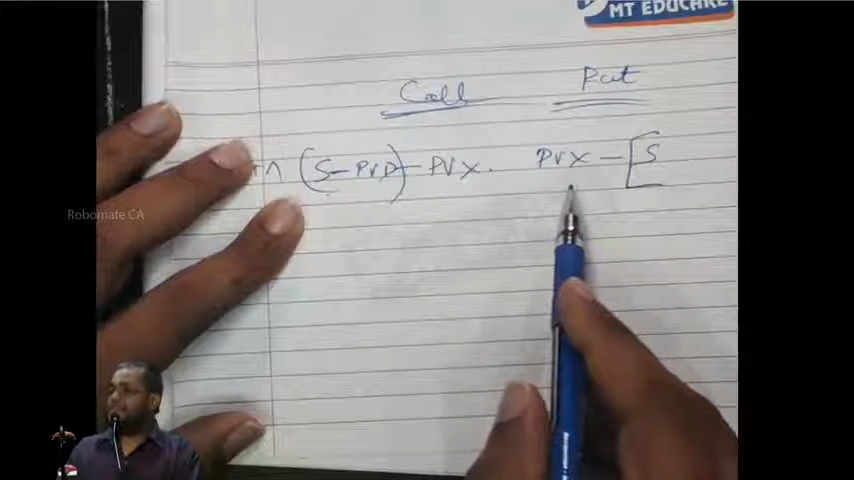 MT EDUCARE
Call Put
(S - PVD) - PVX. PVX - [S
Robomate CA